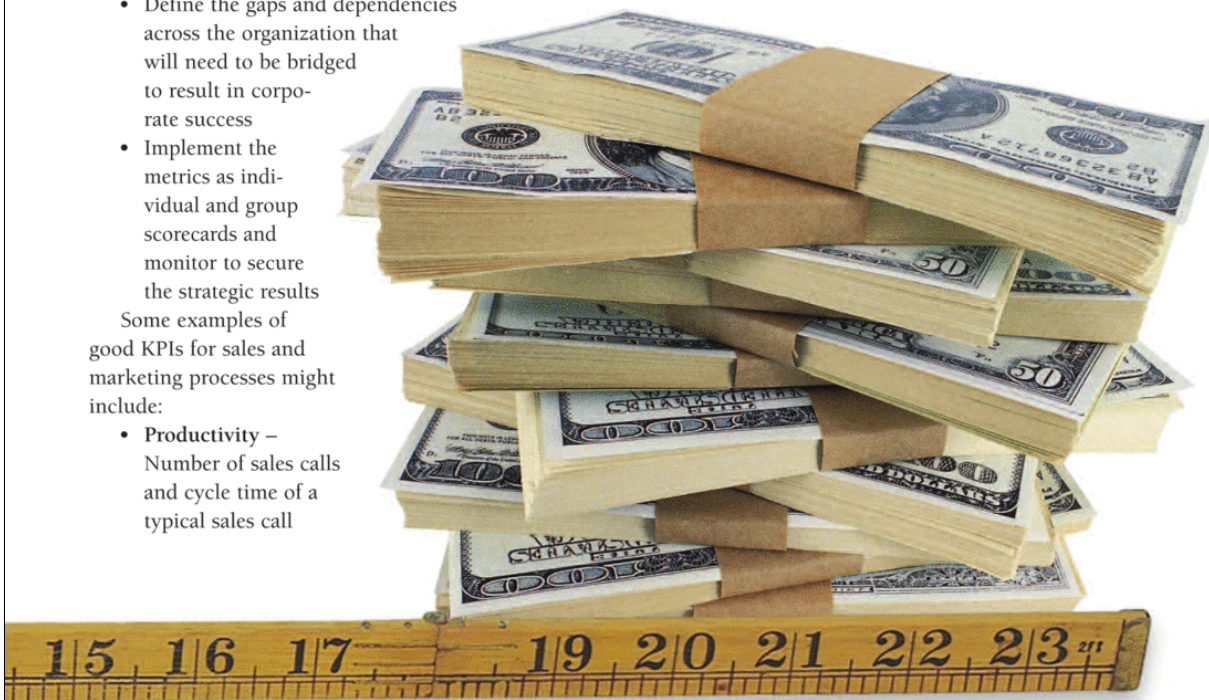 • Define the gaps and dependencies
across the organization that
will need to be bridged
to result in corpo-
rate success
• Implement the
metrics as indi-
vidual and group
scorecards and
monitor to secure
the strategic results
Some examples of
good KPIs for sales and
marketing processes might
include:
• Productivity –
Number of sales calls
and cycle time of a
typical sales call
50
50
100
15 16 17 19 20 21 22 23